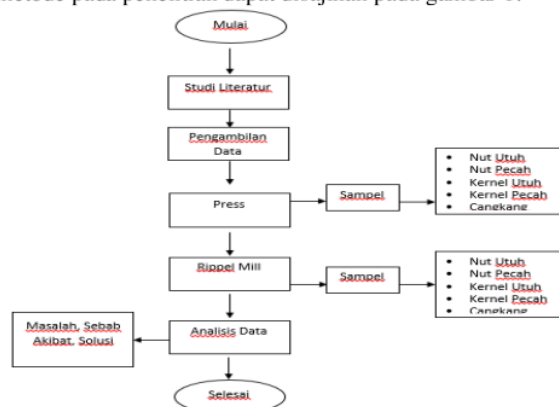 Mulai
Studi Literatur
Pengambilan
Data
Press
Sampel
• Nut Utuh
• Nut Pecah
• Kernel Utuh
• Kernel Pecah
• Cangkang
Rippel Mill
Sampel
• Nut Utuh
• Nut Pecah
• Kernel Utuh
• Kernel Pecah
• Cangkang
Analisis Data
Masalah, Sebab
Akibat, Solusi
Selesai